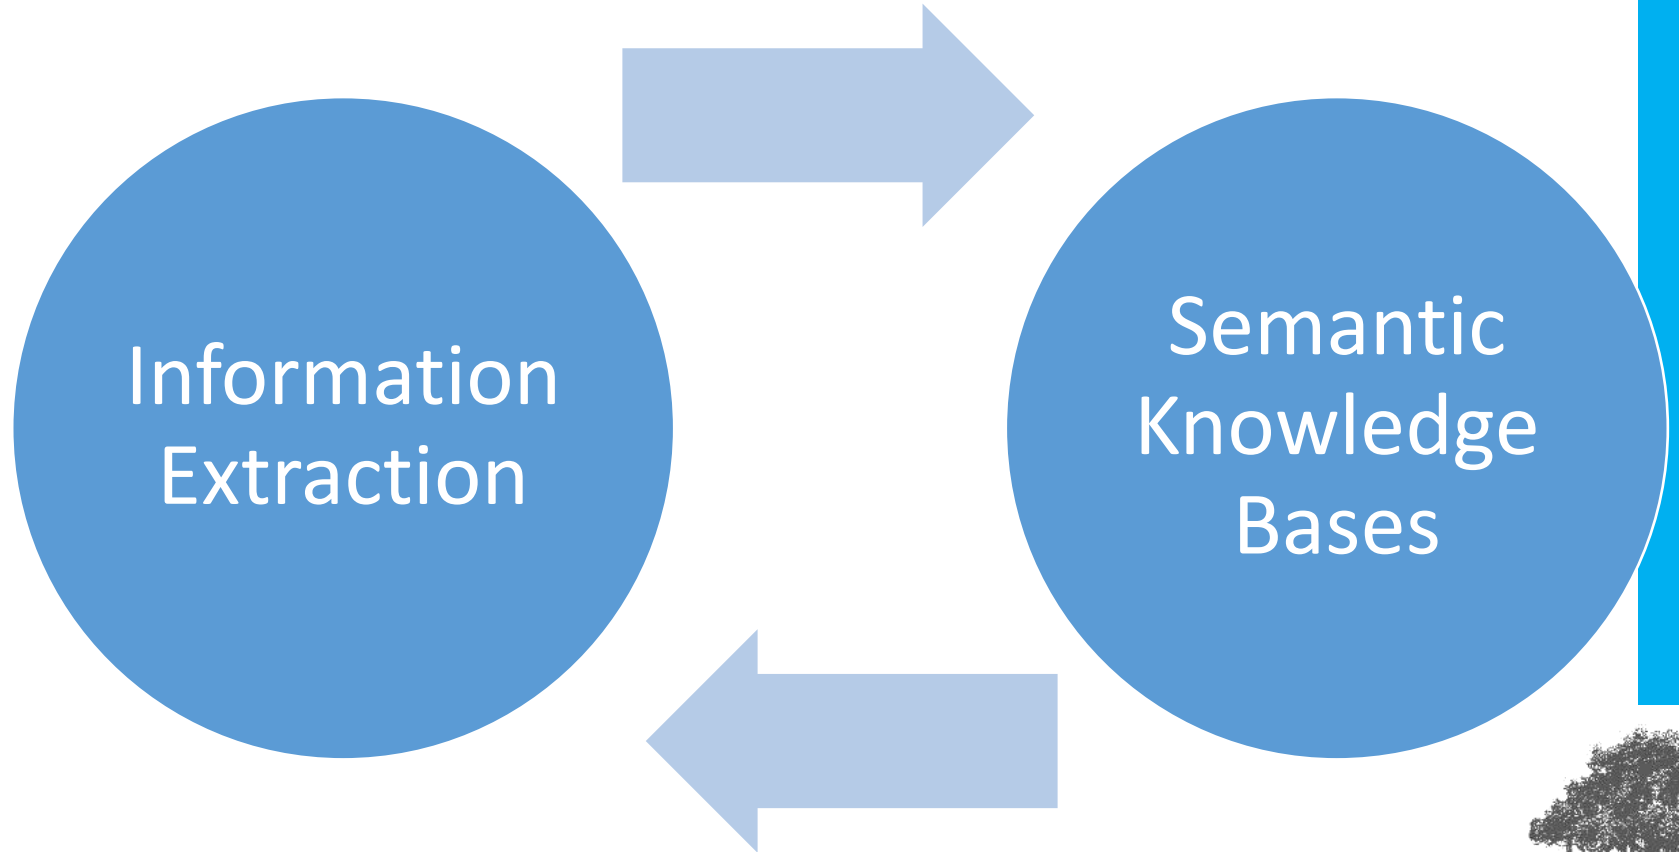 Information
Extraction
Semantic
Knowledge
Bases